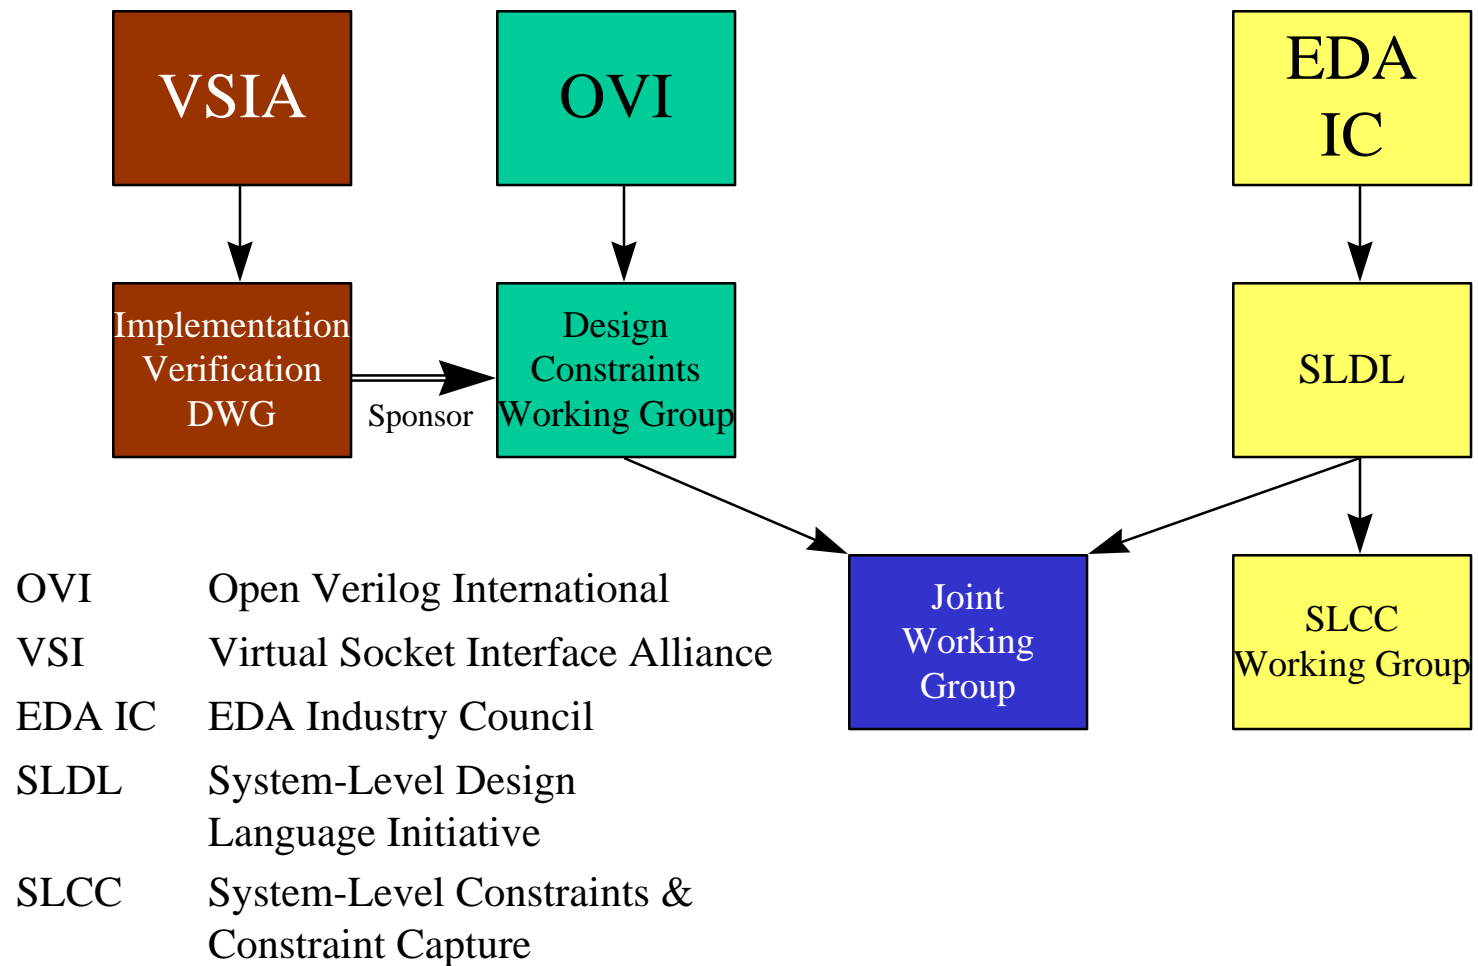 VSIA
OVI
EDA
IC
Implementation
Verification
DWG
Sponsor
Design
Constraints
Working Group
SLDL
Joint
Working
Group
SLCC
Working Group
OVI Open Verilog International
VSI Virtual Socket Interface Alliance
EDA IC EDA Industry Council
SLDL System-Level Design
Language Initiative
SLCC System-Level Constraints &
Constraint Capture